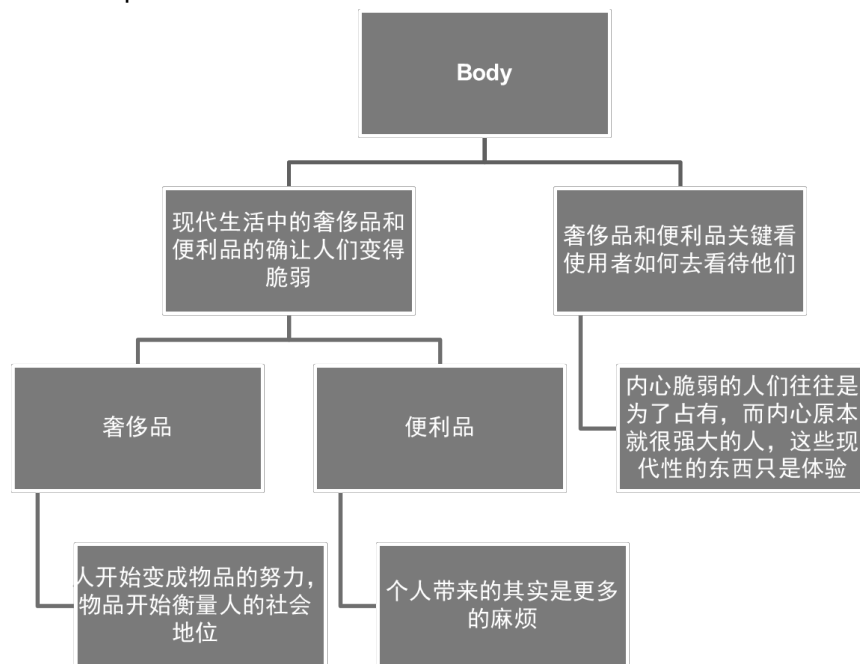 Body
现代生活中的奢侈品和
便利品的确让人们变得
脆弱
奢侈品和便利品关键看
使用者如何去看待他们
奢侈品
便利品
内心脆弱的人们往往是
为了占有，而内心原本
就很强大的人，这些现
代性的东西只是体验
人开始变成物品的努力，
物品开始衡量人的社会
地位
个人带来的其实是更多
的麻烦